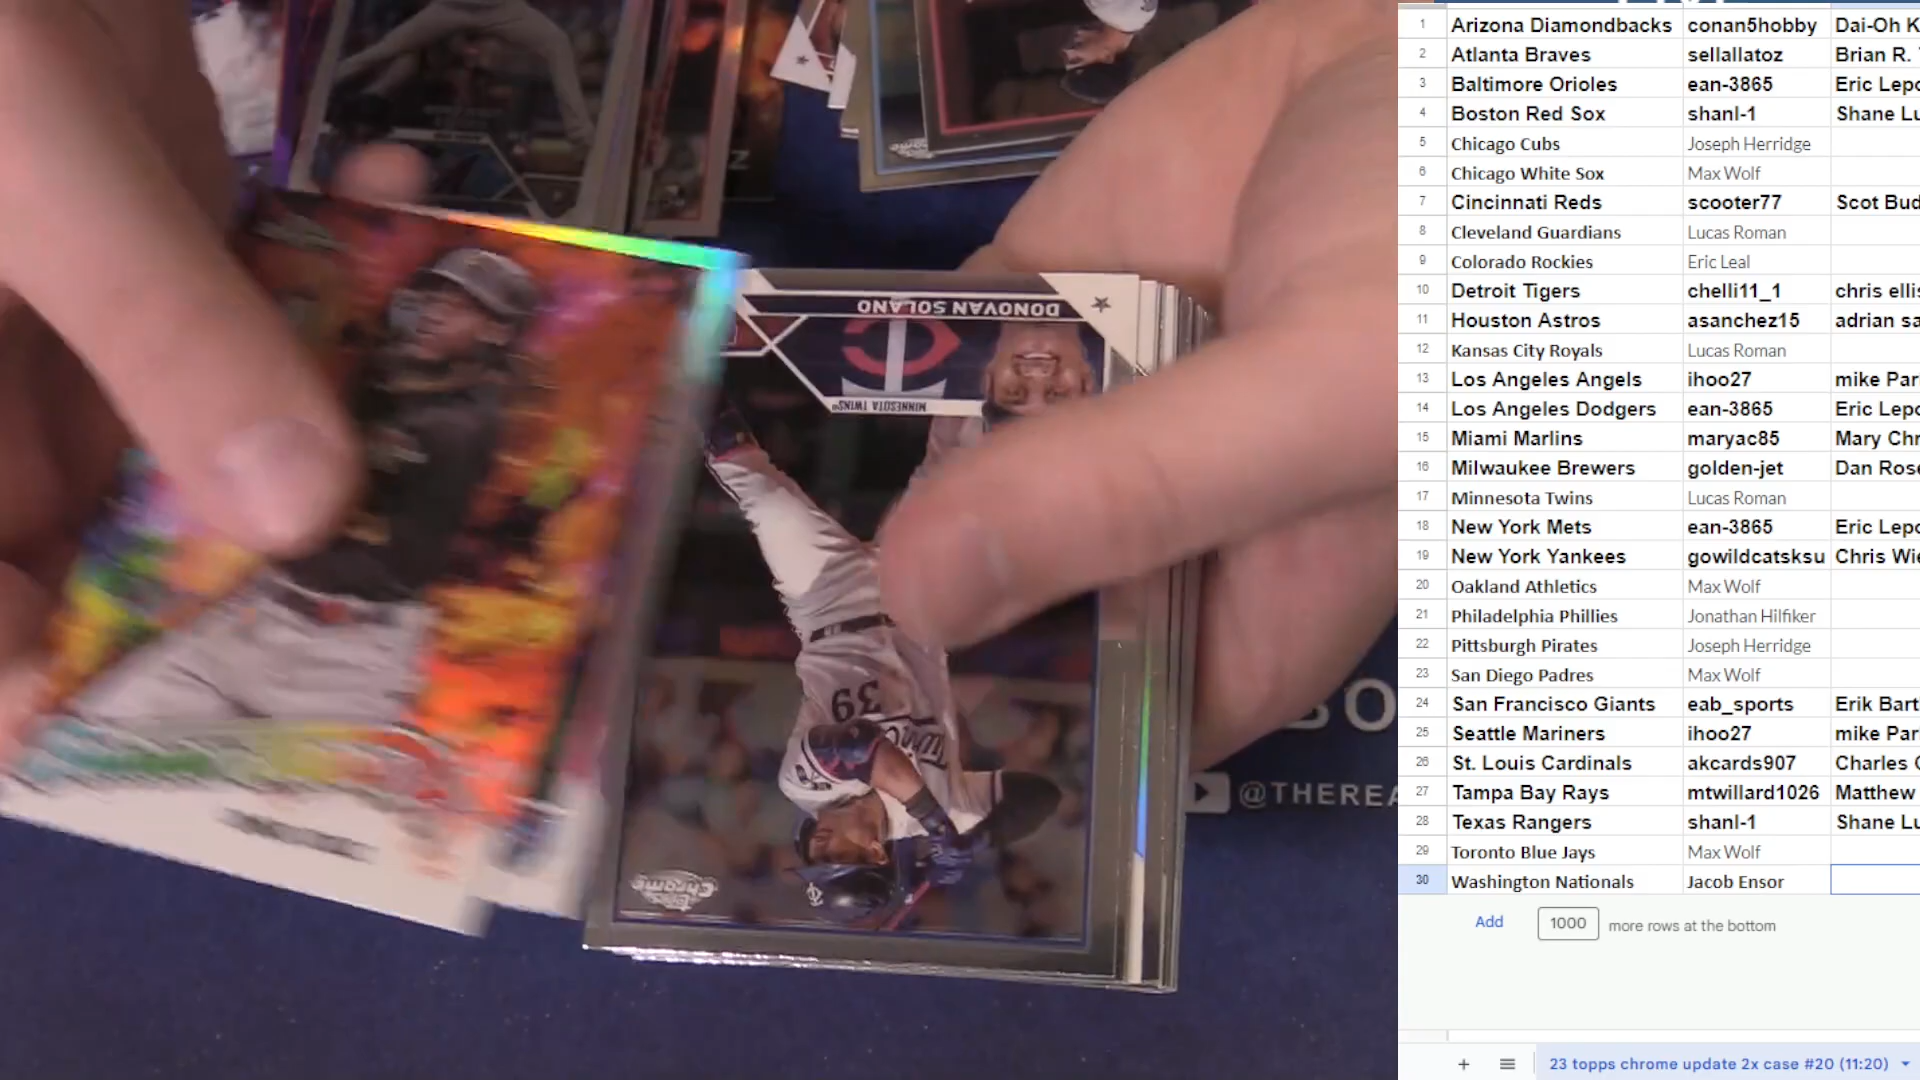 DONOVAN SOLANO
MINNESOTA TWINS
39
Topps Chrome
BO
@THEREA
1 Arizona Diamondbacks conan5hobby Dai-Oh K
2 Atlanta Braves sellallatoz Brian R.
3 Baltimore Orioles ean-3865 Eric Lepo
4 Boston Red Sox shanl-1 Shane Lu
5 Chicago Cubs Joseph Herridge
6 Chicago White Sox Max Wolf
7 Cincinnati Reds scooter77 Scot Bud
8 Cleveland Guardians Lucas Roman
9 Colorado Rockies Eric Leal
10 Detroit Tigers chelli11_1 chris ellis
11 Houston Astros asanchez15 adrian sa
12 Kansas City Royals Lucas Roman
13 Los Angeles Angels ihoo27 mike Par
14 Los Angeles Dodgers ean-3865 Eric Lepo
15 Miami Marlins maryac85 Mary Chr
16 Milwaukee Brewers golden-jet Dan Rose
17 Minnesota Twins Lucas Roman
18 New York Mets ean-3865 Eric Lepo
19 New York Yankees gowildcatsksu Chris Wie
20 Oakland Athletics Max Wolf
21 Philadelphia Phillies Jonathan Hilfiker
22 Pittsburgh Pirates Joseph Herridge
23 San Diego Padres Max Wolf
24 San Francisco Giants eab_sports Erik Bart
25 Seattle Mariners ihoo27 mike Par
26 St. Louis Cardinals akcards907 Charles
27 Tampa Bay Rays mtwillard1026 Matthew
28 Texas Rangers shanl-1 Shane Lu
29 Toronto Blue Jays Max Wolf
30 Washington Nationals Jacob Ensor
Add 1000 more rows at the bottom
23 topps chrome update 2x case #20 (11:20)